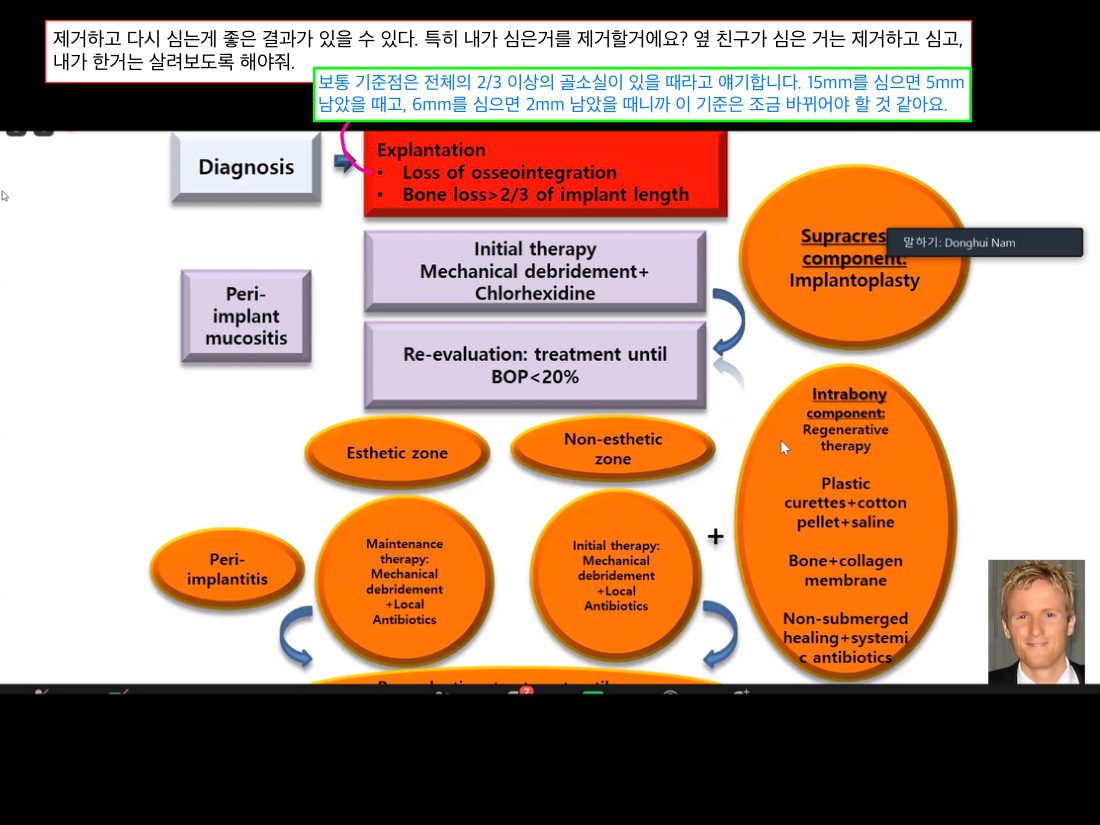 제거하고 다시 심는게 좋은 결과가 있을 수 있다. 특히 내가 심은거를 제거할거에요? 옆 친구가 심은 거는 제거하고 심고,
내가 한거는 살려보도록 해야줘.
보통 기준점은 전체의 2/3 이상의 골소실이 있을 때라고 얘기합니다. 15mm를 심으면 5mm
남았을 때고, 6mm를 심으면 2mm 남았을 때니까 이 기준은 조금 바뀌어야 할 것 같아요.
Diagnosis
Explantation
• Loss of osseointegration
• Bone loss>2/3 of implant length
Peri-
implant
mucositis
Initial therapy
Mechanical debridement+
Chlorhexidine
Re-evaluation: treatment until
BOP<20%
Supracres
component:
Implantoplasty
말하기: Donghui Nam
Esthetic zone
Non-esthetic
zone
Peri-
implantitis
Maintenance
therapy:
Mechanical
debridement
+Local
Antibiotics
Initial therapy:
Mechanical
debridement
+Local
Antibiotics
+
Intrabony
component:
Regenerative
therapy
Plastic
curettes+cotton
pellet+saline
Bone+collagen
membrane
Non-submerged
healing+systemi
c antibiotics
7